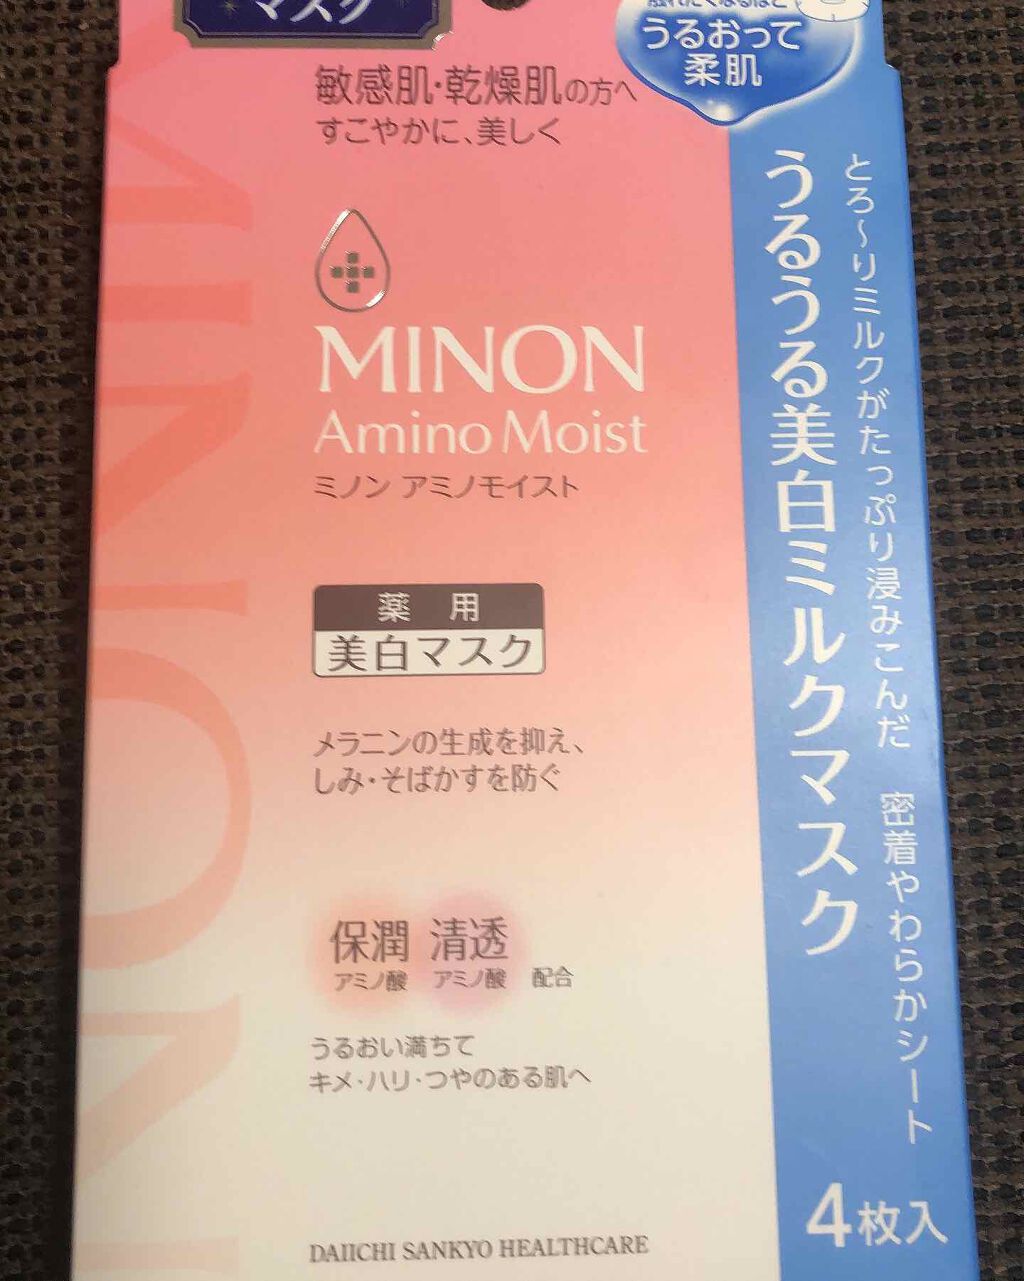 マスク
うるおって
柔肌
敏感肌・乾燥肌の方へ
すこやかに、美しく
MINON
Amino Moist
ミノン アミノモイスト
薬用
美白マスク
メラニンの生成を抑え、
しみ・そばかすを防ぐ
保潤 清透
アミノ酸 アミノ酸 配合
うるおい満ちて
キメ・ハリ・つやのある肌へ
DAIICHI SANKYO HEALTHCARE
とろ～りミルクがたっぷり浸みこんだ 密着やわらかシート
うるうる美白ミルクマスク
4枚入
MINON